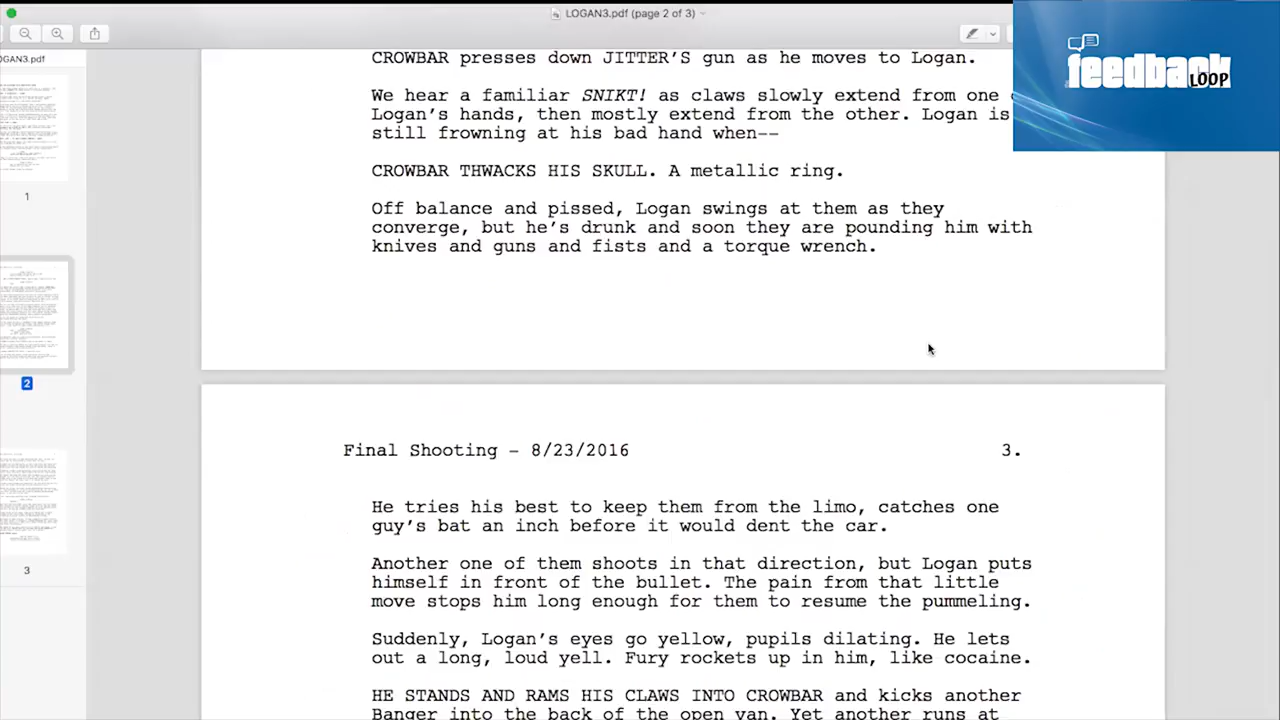 LOGAN3.pdf (page 2 of 3)
OGAN3.pdf
1
2
3
feedback
LOOP
CROWBAR presses down JITTER'S gun as he moves to Logan.
We hear a familiar SNIKT! as claws slowly extend from one
Logan's hands, then mostly extend from the other. Logan is
still frowning at his bad hand when--
CROWBAR THWACKS HIS SKULL. A metallic ring.
Off balance and pissed, Logan swings at them as they
converge, but he's drunk and soon they are pounding him with
knives and guns and fists and a torque wrench.
Final Shooting - 8/23/2016 3.
He tries his best to keep them from the limo, catches one
guy's bat an inch before it would dent the car.
Another one of them shoots in that direction, but Logan puts
himself in front of the bullet. The pain from that little
move stops him long enough for them to resume the pummeling.
Suddenly, Logan's eyes go yellow, pupils dilating. He lets
out a long, loud yell. Fury rockets up in him, like cocaine.
HE STANDS AND RAMS HIS CLAWS INTO CROWBAR and kicks another
Banger into the back of the open van. Yet another runs at